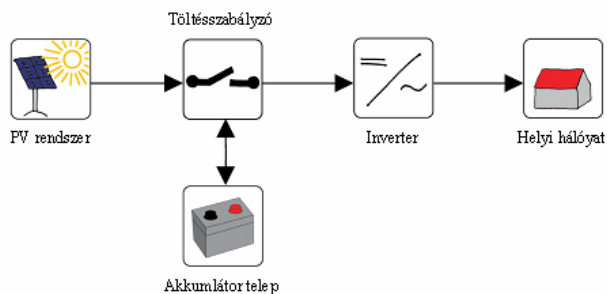 Töltésszabályzó
PV rendszer
Inverter
Helyi hálóyat
Akkumlátor telep